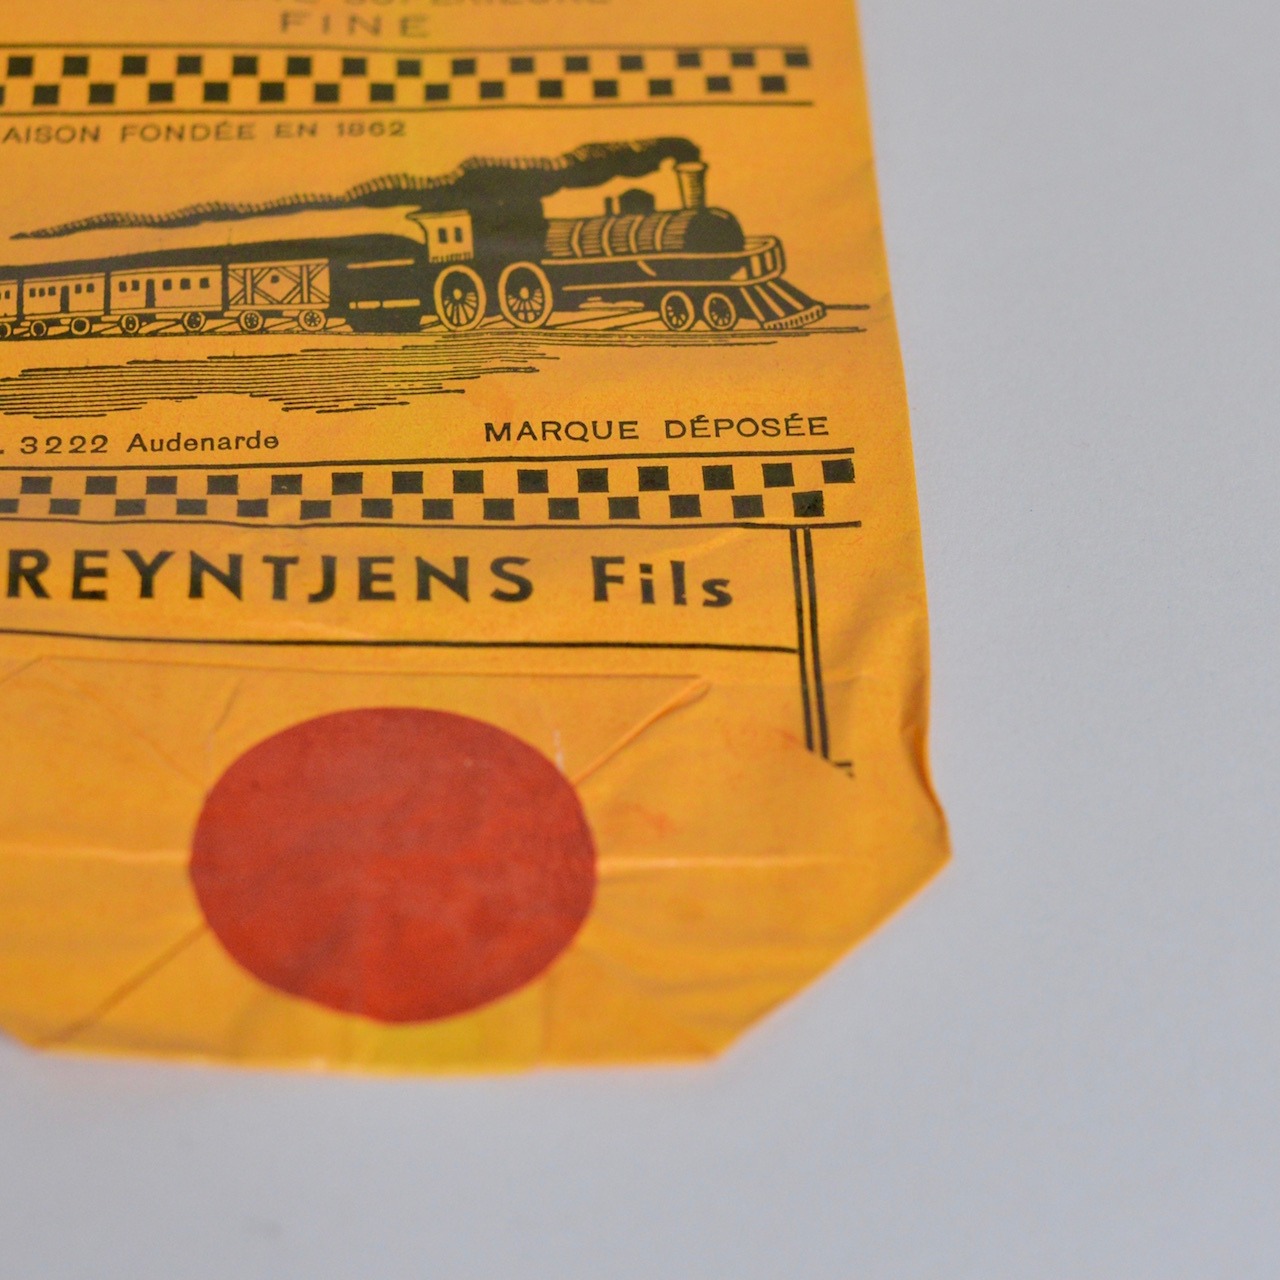 FINE
AISON FONDÉE EN 1862
. 3222 Audenarde
MARQUE DÉPOSÉE
REYNTJENS Fils